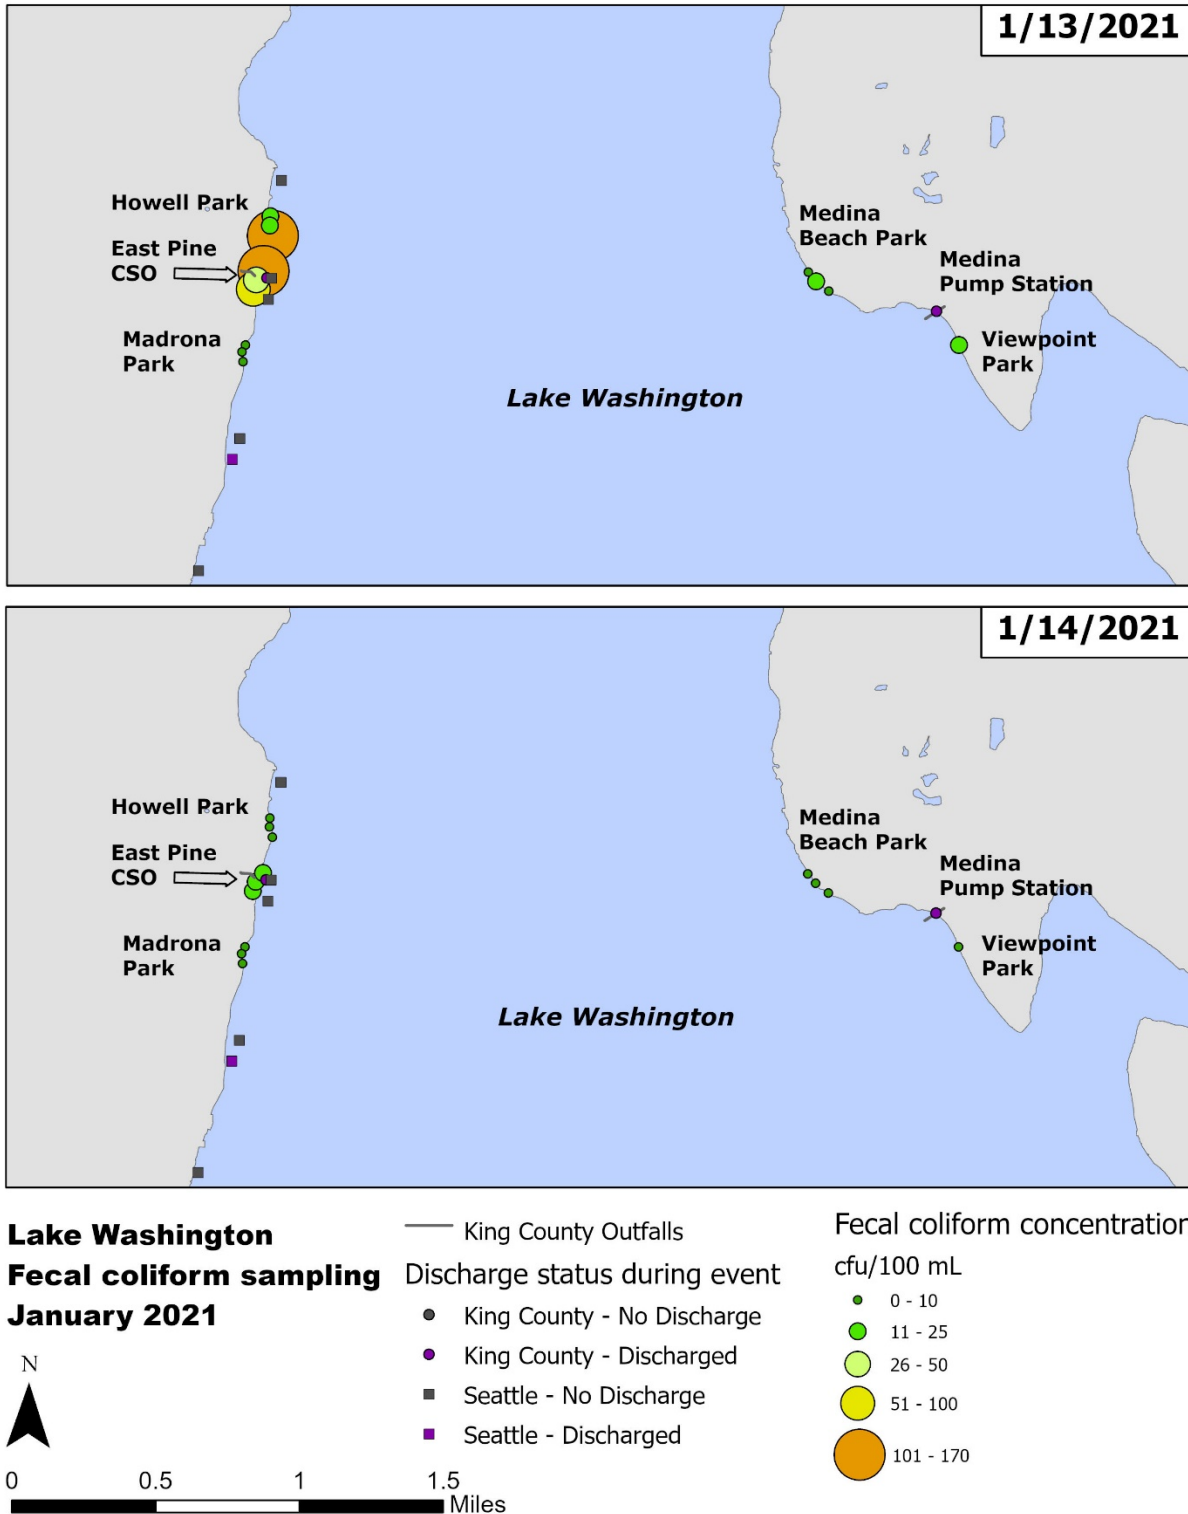 1/13/2021
Howell Park
East Pine
CSO
Madrona
Park
Medina
Beach Park
Medina
Pump Station
Viewpoint
Park
Lake Washington
1/14/2021
Howell Park
East Pine
CSO
Madrona
Park
Medina
Beach Park
Medina
Pump Station
Viewpoint
Park
Lake Washington
Lake Washington
Fecal coliform sampling
January 2021
N
0 0.5 1 1.5
Miles
King County Outfalls
Discharge status during event
King County - No Discharge
King County - Discharged
Seattle - No Discharge
Seattle - Discharged
Fecal coliform concentration
cfu/100 mL
0 - 10
11 - 25
26 - 50
51 - 100
101 - 170